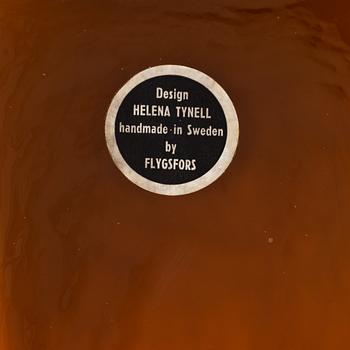 Design
HELENA TYNELL
handmade·in Sweden
by
FLYGSFORS